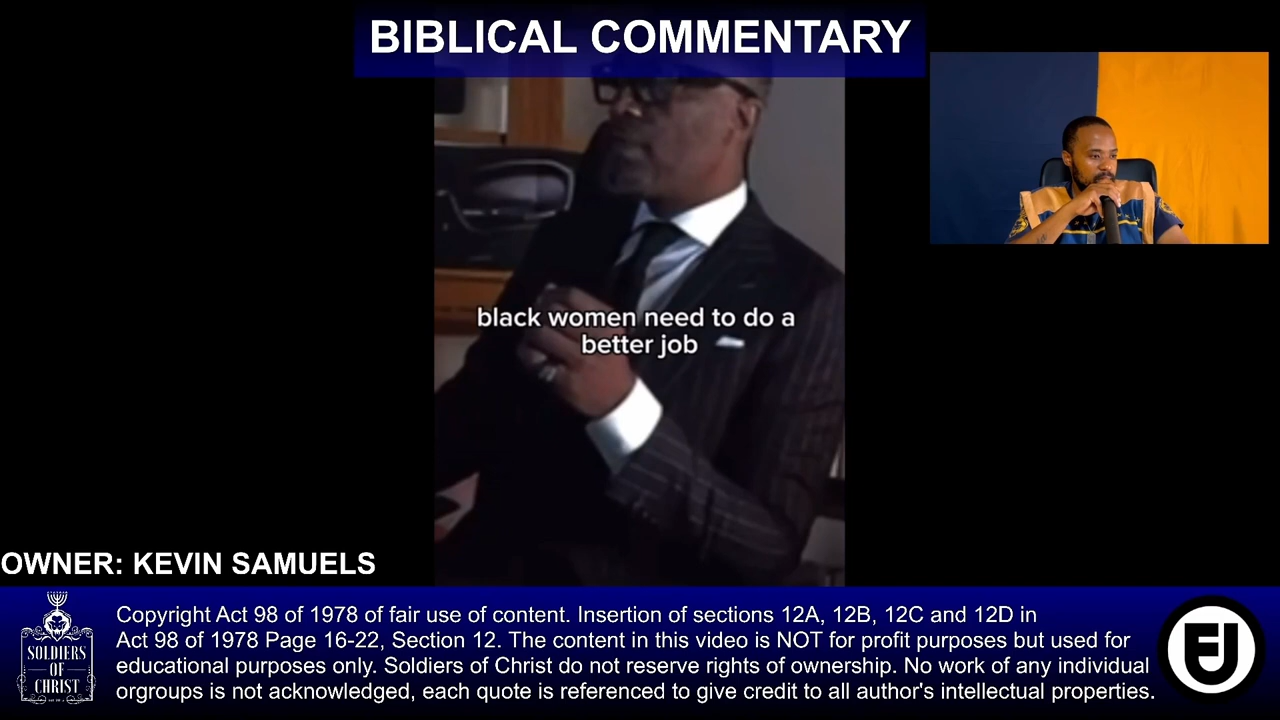 BIBLICAL COMMENTARY
black women need to do a
better job
OWNER: KEVIN SAMUELS
Copyright Act 98 of 1978 of fair use of content. Insertion of sections 12A, 12B, 12C and 12D in
Act 98 of 1978 Page 16-22, Section 12. The content in this video is NOT for profit purposes but used for
educational purposes only. Soldiers of Christ do not reserve rights of ownership. No work of any individual
orgroups is not acknowledged, each quote is referenced to give credit to all author's intellectual properties.
SOLDIERS
OF
CHRIST